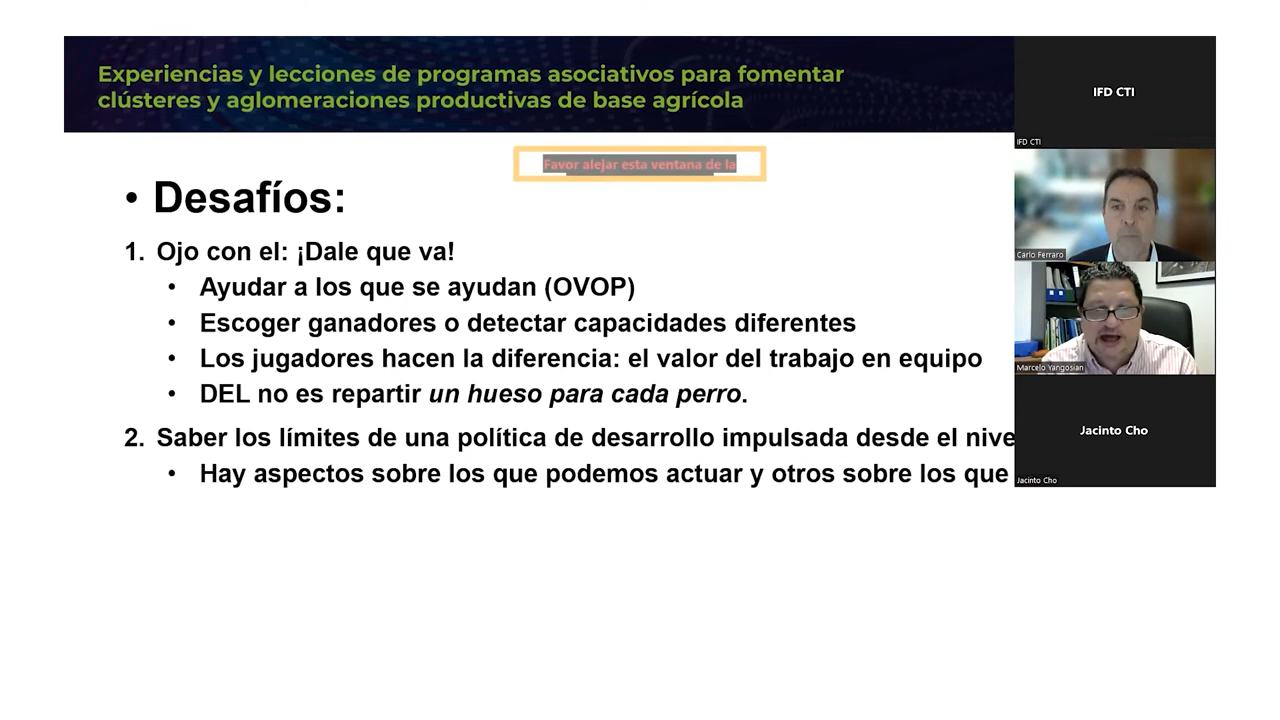 Experiencias y lecciones de programas asociativos para fomentar
clústeres y aglomeraciones productivas de base agrícola
Favor alejar esta ventana de la
• Desafíos:
1. Ojo con el: ¡Dale que va!
• Ayudar a los que se ayudan (OVOP)
• Escoger ganadores o detectar capacidades diferentes
• Los jugadores hacen la diferencia: el valor del trabajo en equipo
• DEL no es repartir un hueso para cada perro.
2. Saber los límites de una política de desarrollo impulsada desde el nive
• Hay aspectos sobre los que podemos actuar y otros sobre los que
IFD CTI
IFD CTI
Carlo Ferraro
Marcelo Yangosian
Jacinto Cho
Jacinto Cho